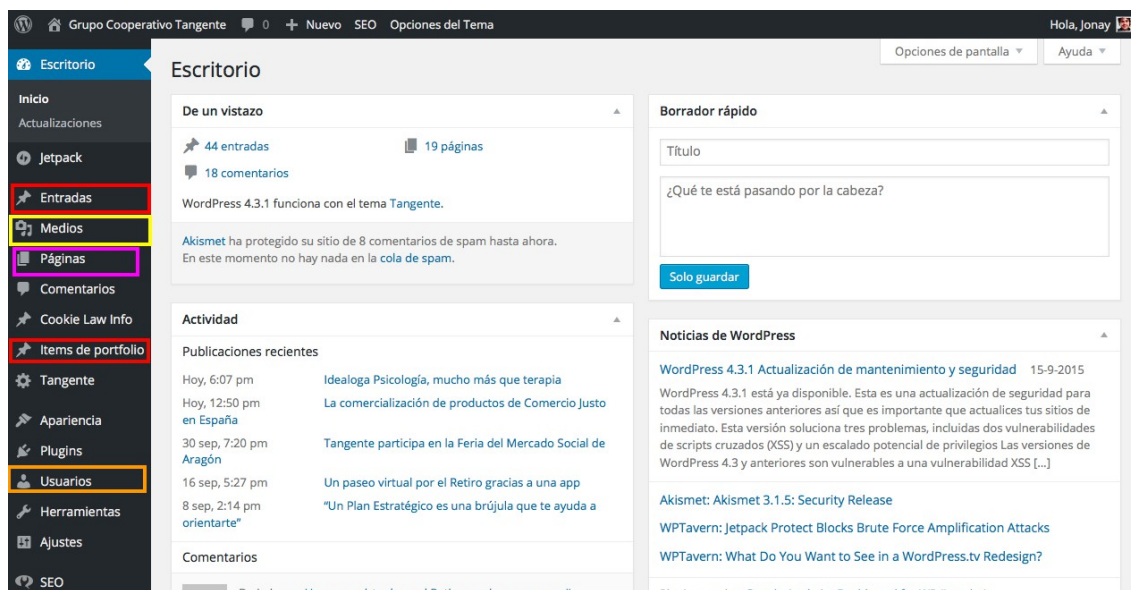 Grupo Cooperativo Tangente 0 + Nuevo SEO Opciones del Tema Hola, Jonay
Opciones de pantalla Ayuda
Escritorio
Inicio
Actualizaciones
Jetpack
Entradas
Medios
Páginas
Comentarios
Cookie Law Info
Items de portfolio
Tangente
Apariencia
Plugins
Usuarios
Herramientas
Ajustes
SEO
Escritorio
De un vistazo
44 entradas 19 páginas
18 comentarios
WordPress 4.3.1 funciona con el tema Tangente.
Akismet ha protegido su sitio de 8 comentarios de spam hasta ahora.
En este momento no hay nada en la cola de spam.
Actividad
Publicaciones recientes
Hoy, 6:07 pm Idealoga Psicología, mucho más que terapia
Hoy, 12:50 pm La comercialización de productos de Comercio Justo
en España
30 sep, 7:20 pm Tangente participa en la Feria del Mercado Social de
Aragón
16 sep, 5:27 pm Un paseo virtual por el Retiro gracias a una app
8 sep, 2:14 pm “Un Plan Estratégico es una brújula que te ayuda a
orientarte”
Comentarios
Borrador rápido
Título
¿Qué te está pasando por la cabeza?
Solo guardar
Noticias de WordPress
WordPress 4.3.1 Actualización de mantenimiento y seguridad 15-9-2015
WordPress 4.3.1 está ya disponible. Esta es una actualización de seguridad para
todas las versiones anteriores así que es importante que actualices tus sitios de
inmediato. Esta versión soluciona tres problemas, incluidas dos vulnerabilidades
de scripts cruzados (XSS) y un escalado potencial de privilegios Las versiones de
WordPress 4.3 y anteriores son vulnerables a una vulnerabilidad XSS [...]
Akismet: Akismet 3.1.5: Security Release
WPTavern: Jetpack Protect Blocks Brute Force Amplification Attacks
WPTavern: What Do You Want to See in a WordPress.tv Redesign?